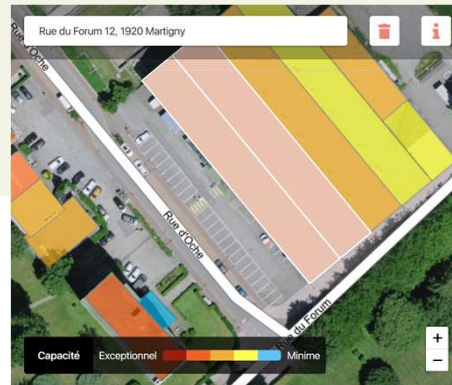 Rue du Forum 12, 1920 Martigny
i
Rue d'Oche
Rue d'Oche
Rue du Forum
Capacité Exceptionnel Minime
+
−